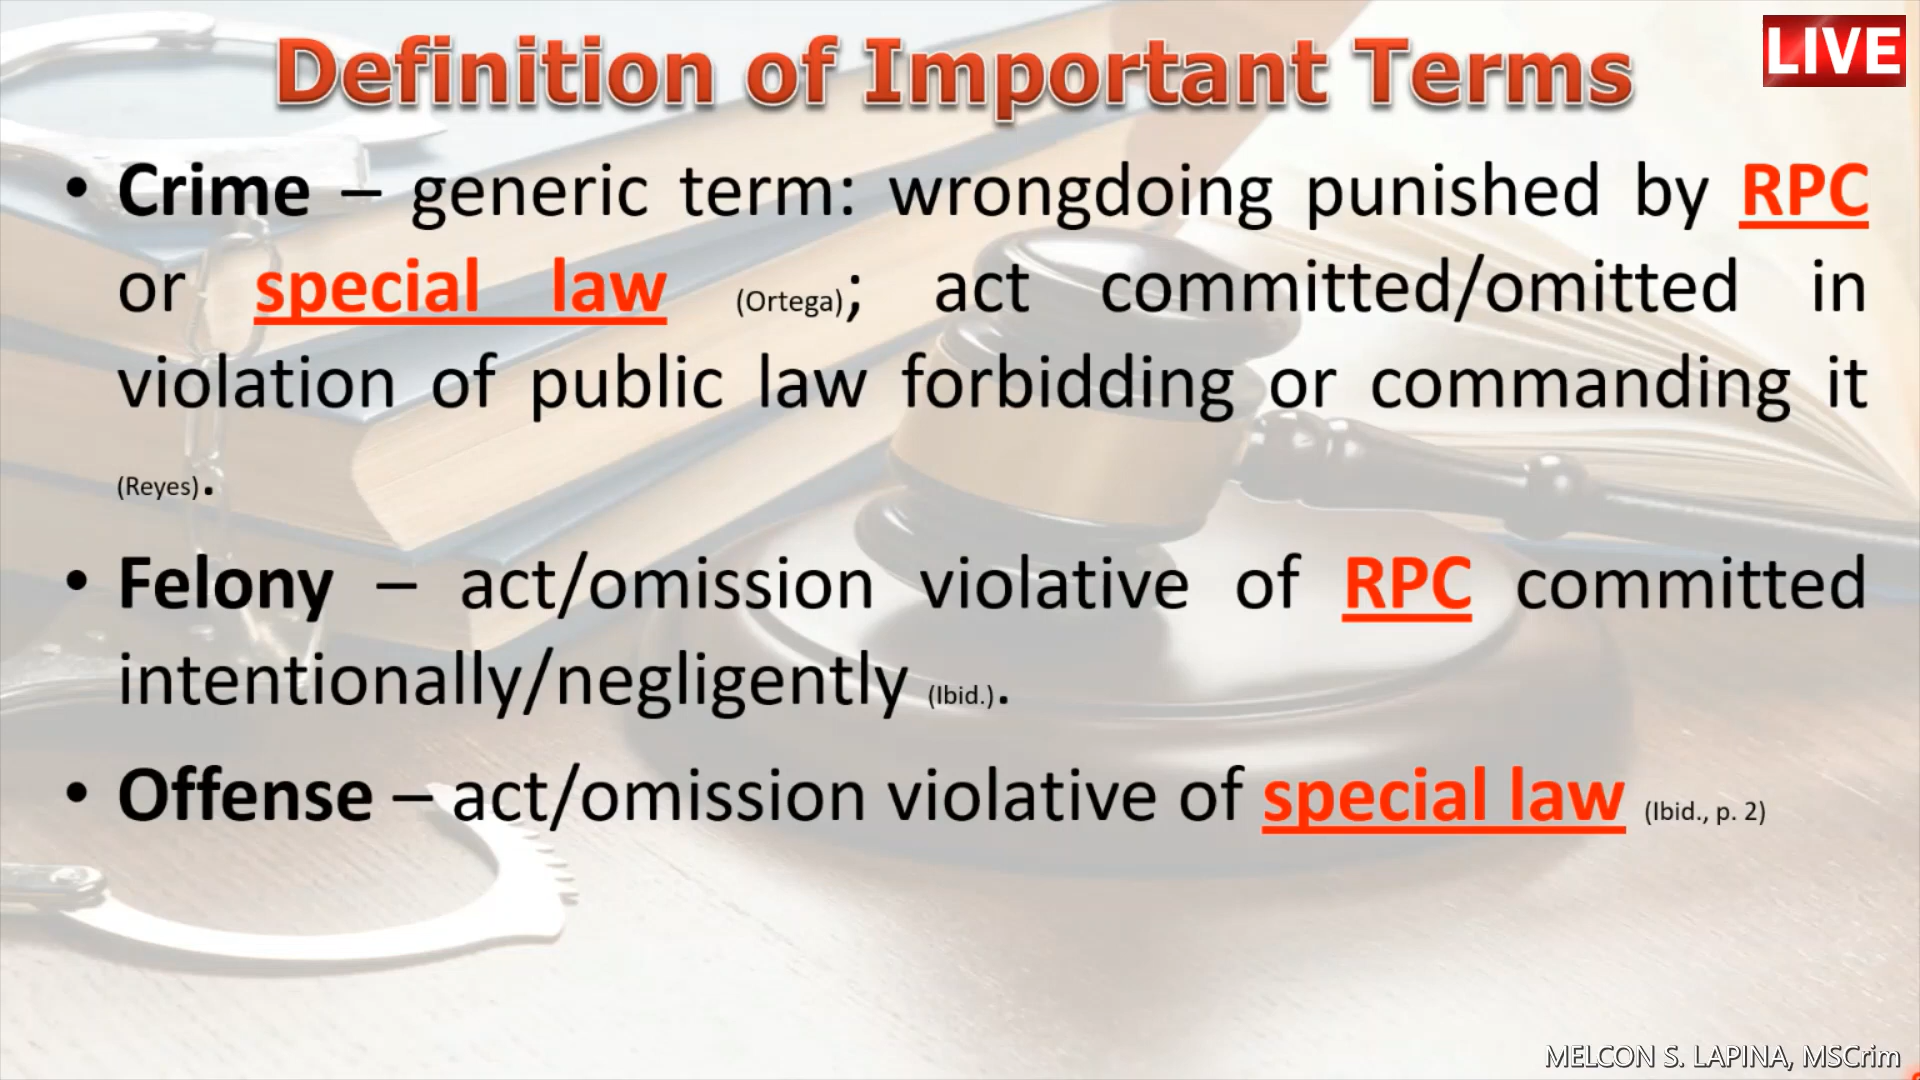 Definition of Important Terms
LIVE
• Crime – generic term: wrongdoing punished by RPC
or special law (Ortega); act committed/omitted in
violation of public law forbidding or commanding it
(Reyes).
• Felony – act/omission violative of RPC committed
intentionally/negligently (Ibid.).
• Offense – act/omission violative of special law (Ibid., p. 2)
MELCON S. LAPINA, MSCrim